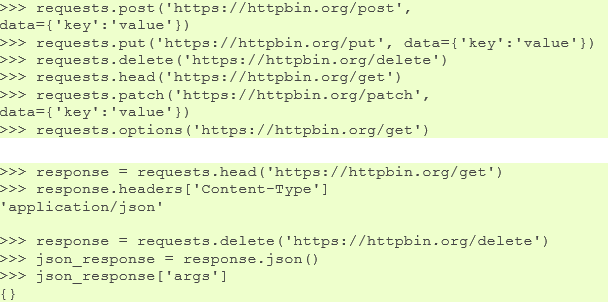 >>> requests.post('https://httpbin.org/post',
data={'key':'value'})
>>> requests.put('https://httpbin.org/put', data={'key':'value'})
>>> requests.delete('https://httpbin.org/delete')
>>> requests.head('https://httpbin.org/get')
>>> requests.patch('https://httpbin.org/patch',
data={'key':'value'})
>>> requests.options('https://httpbin.org/get')
>>> response = requests.head('https://httpbin.org/get')
>>> response.headers['Content-Type']
'application/json'
>>> response = requests.delete('https://httpbin.org/delete')
>>> json_response = response.json()
>>> json_response['args']
{}